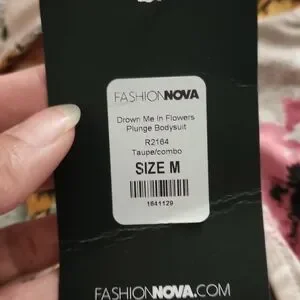 FASHIONNOVA
Drown Me In Flowers
Plunge Bodysuit
R2164
Taupe/combo
SIZE M
1641129
FASHIONNOVA.COM